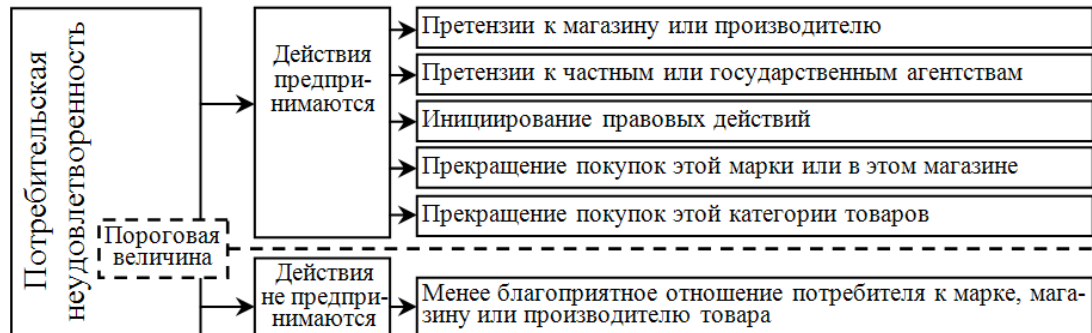 Потребительская
неудовлетворенность
Пороговая
величина
Действия
предпри-
нимаются
Претензии к магазину или производителю
Претензии к частным или государственным агентствам
Инициирование правовых действий
Прекращение покупок этой марки или в этом магазине
Прекращение покупок этой категории товаров
Действия
не предпри-
нимаются
Менее благоприятное отношение потребителя к марке, мага-
зину или производителю товара